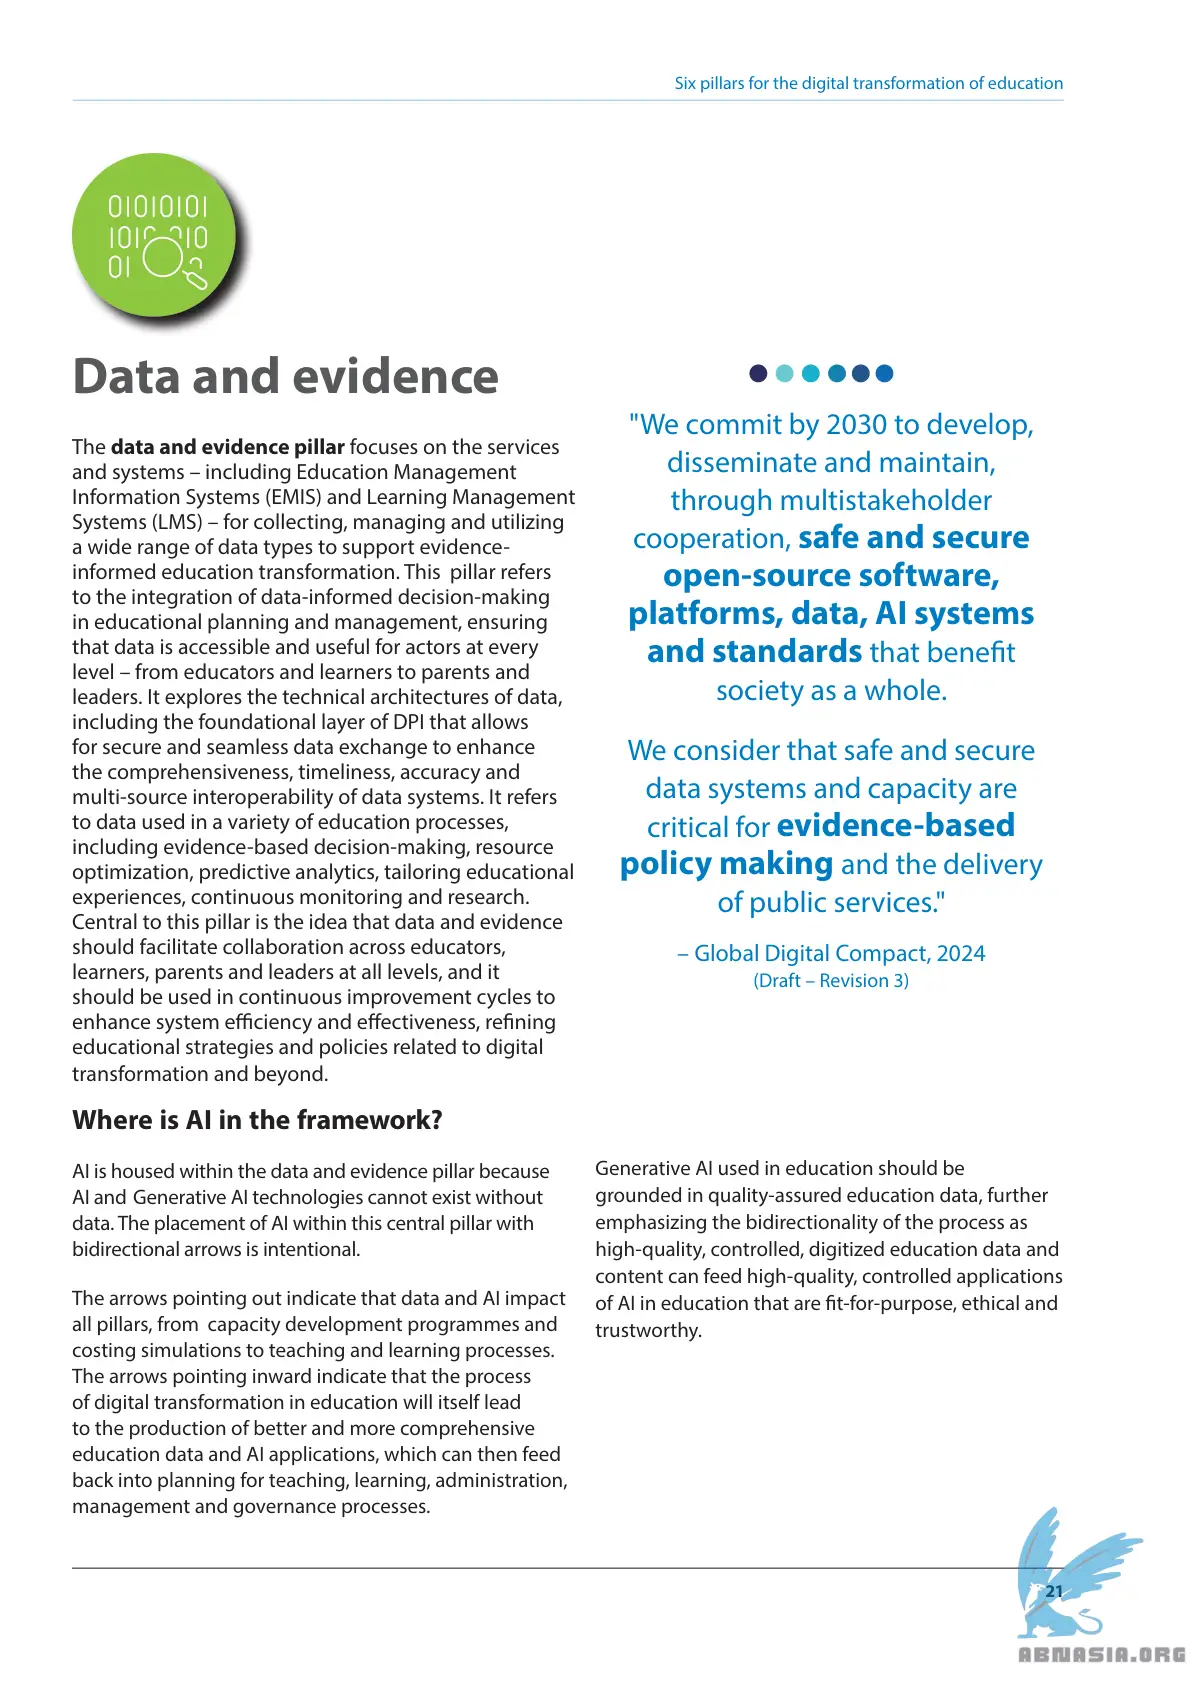 Six pillars for the digital transformation of education
01010101
Data and evidence
The data and evidence pillar focuses on the services
and systems – including Education Management
Information Systems (EMIS) and Learning Management
Systems (LMS) – for collecting, managing and utilizing
a wide range of data types to support evidence-
informed education transformation. This pillar refers
to the integration of data-informed decision-making
in educational planning and management, ensuring
that data is accessible and useful for actors at every
level – from educators and learners to parents and
leaders. It explores the technical architectures of data,
including the foundational layer of DPI that allows
for secure and seamless data exchange to enhance
the comprehensiveness, timeliness, accuracy and
multi-source interoperability of data systems. It refers
to data used in a variety of education processes,
including evidence-based decision-making, resource
optimization, predictive analytics, tailoring educational
experiences, continuous monitoring and research.
Central to this pillar is the idea that data and evidence
should facilitate collaboration across educators,
learners, parents and leaders at all levels, and it
should be used in continuous improvement cycles to
enhance system efficiency and effectiveness, refining
educational strategies and policies related to digital
transformation and beyond.
"We commit by 2030 to develop,
disseminate and maintain,
through multistakeholder
cooperation, safe and secure
open-source software,
platforms, data, AI systems
and standards that benefit
society as a whole.
We consider that safe and secure
data systems and capacity are
critical for evidence-based
policy making and the delivery
of public services."
– Global Digital Compact, 2024
(Draft – Revision 3)
Where is AI in the framework?
AI is housed within the data and evidence pillar because
AI and Generative AI technologies cannot exist without
data. The placement of AI within this central pillar with
bidirectional arrows is intentional.
The arrows pointing out indicate that data and AI impact
all pillars, from capacity development programmes and
costing simulations to teaching and learning processes.
The arrows pointing inward indicate that the process
of digital transformation in education will itself lead
to the production of better and more comprehensive
education data and AI applications, which can then feed
back into planning for teaching, learning, administration,
management and governance processes.
Generative AI used in education should be
grounded in quality-assured education data, further
emphasizing the bidirectionality of the process as
high-quality, controlled, digitized education data and
content can feed high-quality, controlled applications
of AI in education that are fit-for-purpose, ethical and
trustworthy.
21
ABNASIA.ORG